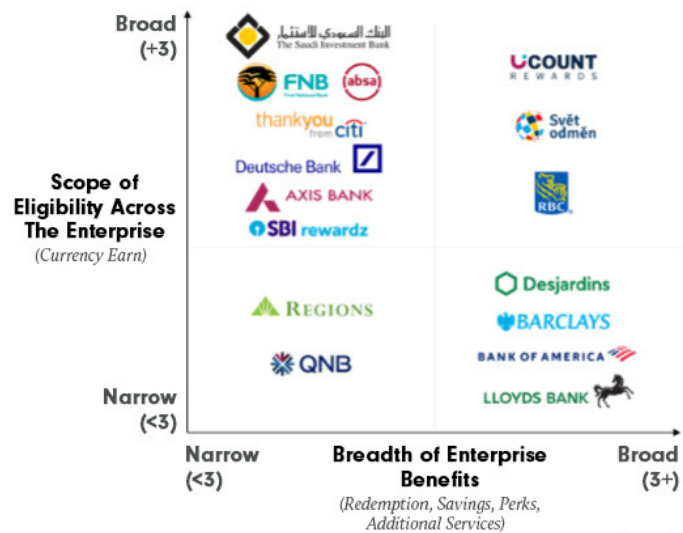 Broad
(+3)
البنك السعودي للاستثمار
The Saudi Investment Bank
FNB
First National Bank
absa
thankyou
from citi
Deutsche Bank
AXIS BANK
SBI rewardz
UCOUNT
REWARDS
Svět
odměn
RBC
Scope of
Eligibility Across
The Enterprise
(Currency Earn)
REGIONS
QNB
Desjardins
BARCLAYS
BANK OF AMERICA
LLOYDS BANK
Narrow
(<3)
Narrow
(<3)
Breadth of Enterprise
Benefits
(Redemption, Savings, Perks,
Additional Services)
Broad
(3+)